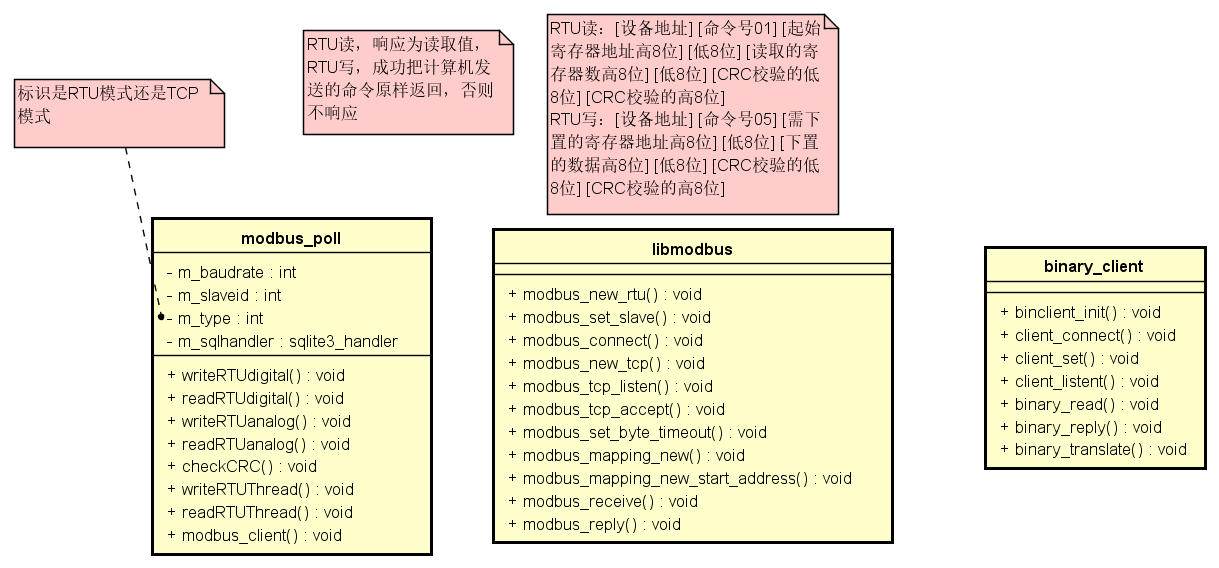 标识是RTU模式还是TCP
模式
RTU读，响应为读取值，
RTU写，成功把计算机发
送的命令原样返回，否则
不响应
RTU读：[设备地址] [命令号01] [起始
寄存器地址高8位] [低8位] [读取的寄
存器数高8位] [低8位] [CRC校验的低
8位] [CRC校验的高8位]
RTU写：[设备地址] [命令号05] [需下
置的寄存器地址高8位] [低8位] [下置
的数据高8位] [低8位] [CRC校验的低
8位] [CRC校验的高8位]
modbus_poll
- m_baudrate : int
- m_slaveid : int
- m_type : int
- m_sqlhandler : sqlite3_handler
+ writeRTUdigital() : void
+ readRTUdigital() : void
+ writeRTUanalog() : void
+ readRTUanalog() : void
+ checkCRC() : void
+ writeRTUThread() : void
+ readRTUThread() : void
+ modbus_client() : void
libmodbus
+ modbus_new_rtu() : void
+ modbus_set_slave() : void
+ modbus_connect() : void
+ modbus_new_tcp() : void
+ modbus_tcp_listen() : void
+ modbus_tcp_accept() : void
+ modbus_set_byte_timeout() : void
+ modbus_mapping_new() : void
+ modbus_mapping_new_start_address() : void
+ modbus_receive() : void
+ modbus_reply() : void
binary_client
+ binclient_init() : void
+ client_connect() : void
+ client_set() : void
+ client_listent() : void
+ binary_read() : void
+ binary_reply() : void
+ binary_translate() : void